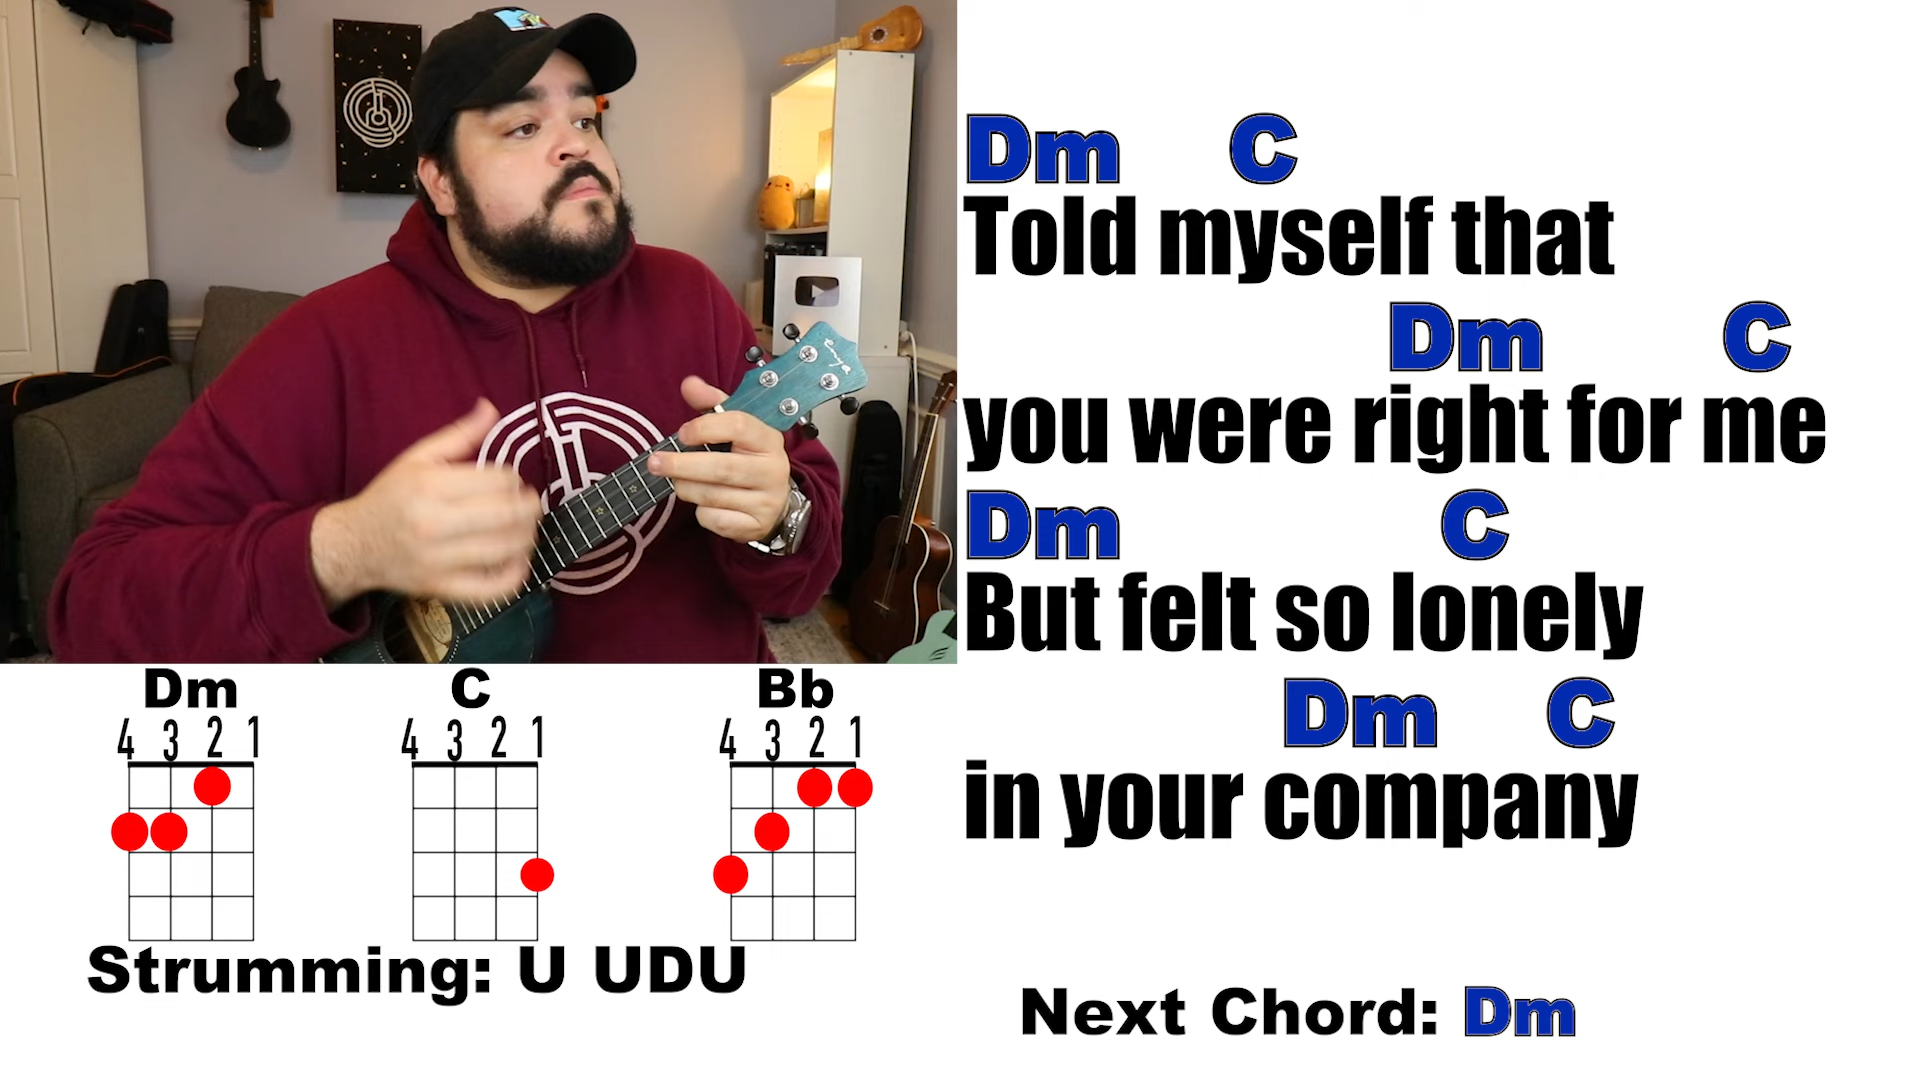 Dm C
Told myself that
Dm C
you were right for me
Dm C
But felt so lonely
Dm C
in your company
Dm C Bb
4 3 2 1 4 3 2 1 4 3 2 1
Strumming: U UDU
Next Chord: Dm
enya